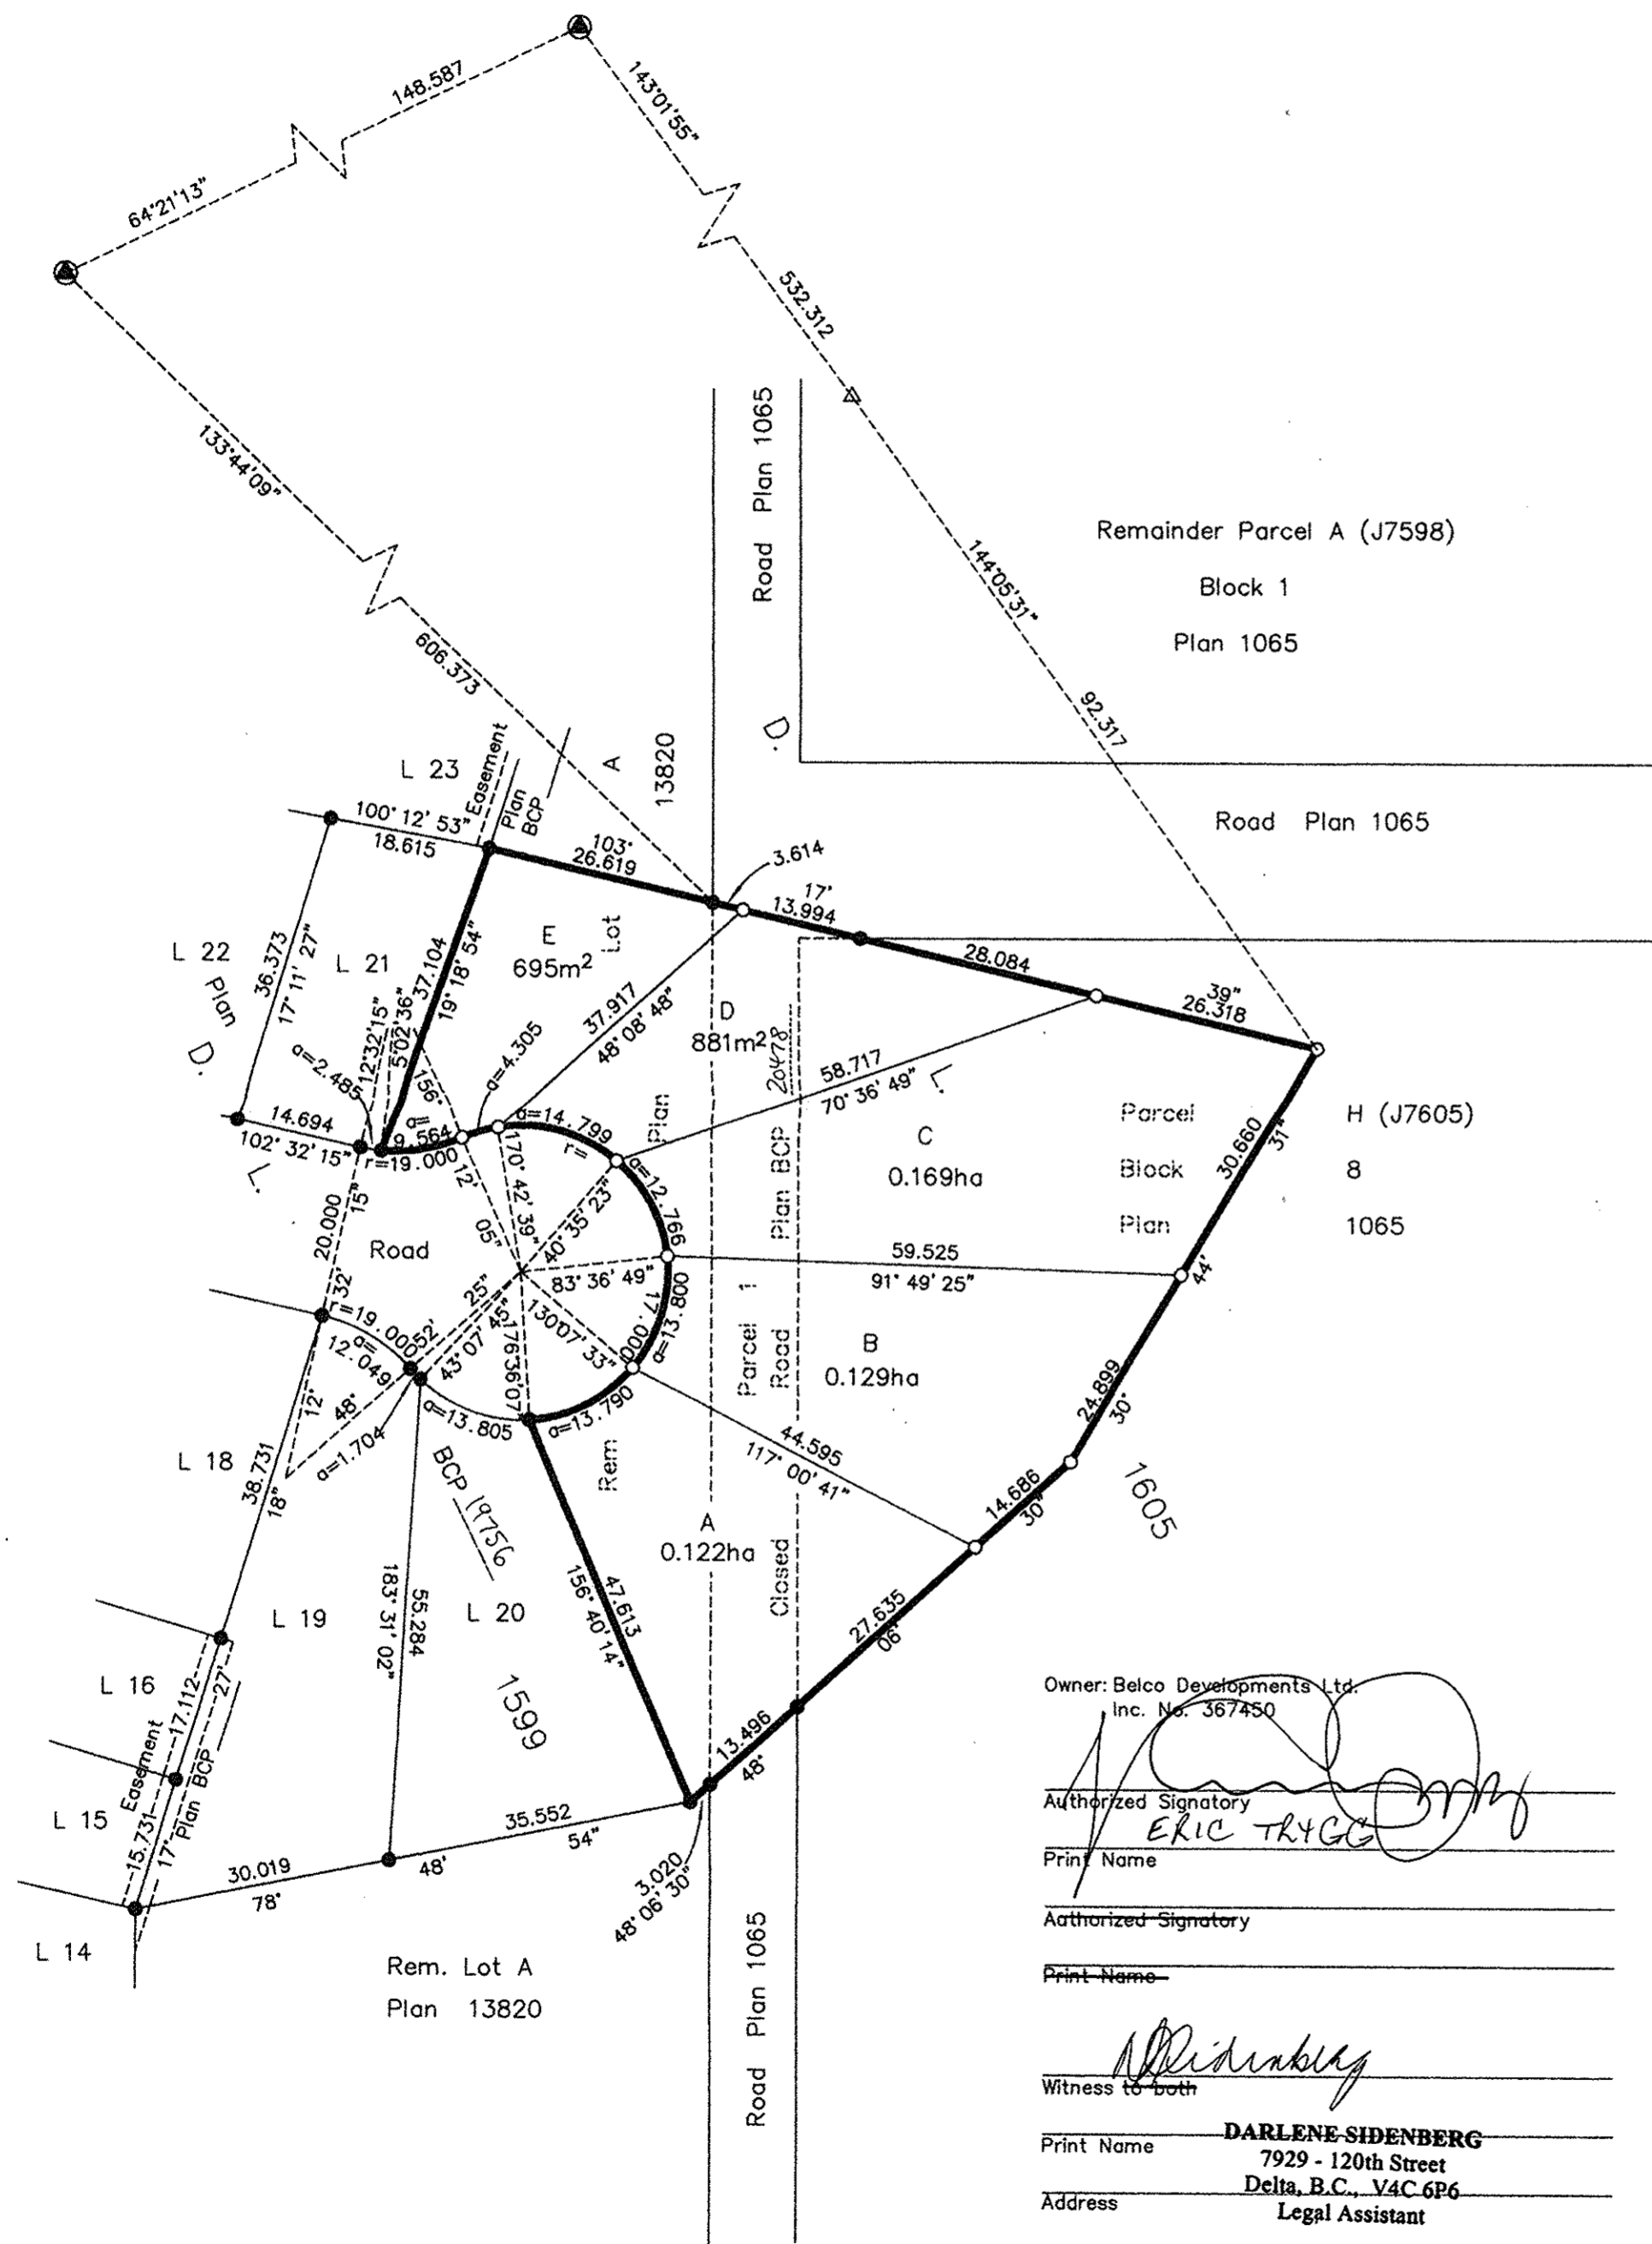 148.587
64°21'13"
143°01'55"
532.312
133°44'09"
606.373
144°05'31"
92.317
Road Plan 1065
Remainder Parcel A (J7598)
Block 1
Plan 1065
D.
Road Plan 1065
L 23
Easement
Plan
BCP
A
13820
100° 12' 53"
18.615
103°
26.619
3.614
17'
13.994
28.084
39"
26.318
L 22
Plan
D.
L.
36.373
17° 11' 27"
L 21
37.104
19° 18' 54"
E
695m²
Lot
37.917
48° 08' 48"
D
881m²
20478
58.717
70° 36' 49"
L.
12°32'15"
5°02'36"
a=2.485
156°
a=4.305
14.694
102° 32' 15"
a=
9.564
r=19.000
12'
05"
a=14.799
r=
Plan
170° 42' 39"
40° 35' 23"
a=12.766
83° 36' 49"
130°07'33"
17.000
a=13.800
176°36'07"
a=13.790
Plan BCP
C
0.169ha
Parcel H (J7605)
Block 8
Plan 1065
30.660
31"
59.525
91° 49' 25"
44'
20.000
15"
32'
12°
Road
r=19.000
a=
12.049
52'
25"
43° 07' 45"
48°
a=1.704
a=13.805
Parcel 1
Road
B
0.129ha
24.899
30°
44.595
117° 00' 41"
14.686
30"
1605
L 18
38.731
18"
BCP 19756
Rem
A
0.122ha
Closed
47.613
156° 40' 14"
27.635
06'
L 19
183° 31' 02"
55.284
L 20
1599
L 16
17.112
27'
Easement
Plan BCP
L 15
15.731
17°
13.496
48°
35.552
54"
30.019
78°
48'
3.020
48° 06' 30"
L 14
Rem. Lot A
Plan 13820
Road Plan 1065
Owner: Belco Developments Ltd.
Inc. No. 367450
Authorized Signatory
ERIC TRYGG
Print Name
Authorized Signatory
Print Name
Witness to both
Print Name
DARLENE SIDENBERG
7929 - 120th Street
Delta, B.C., V4C 6P6
Address
Legal Assistant